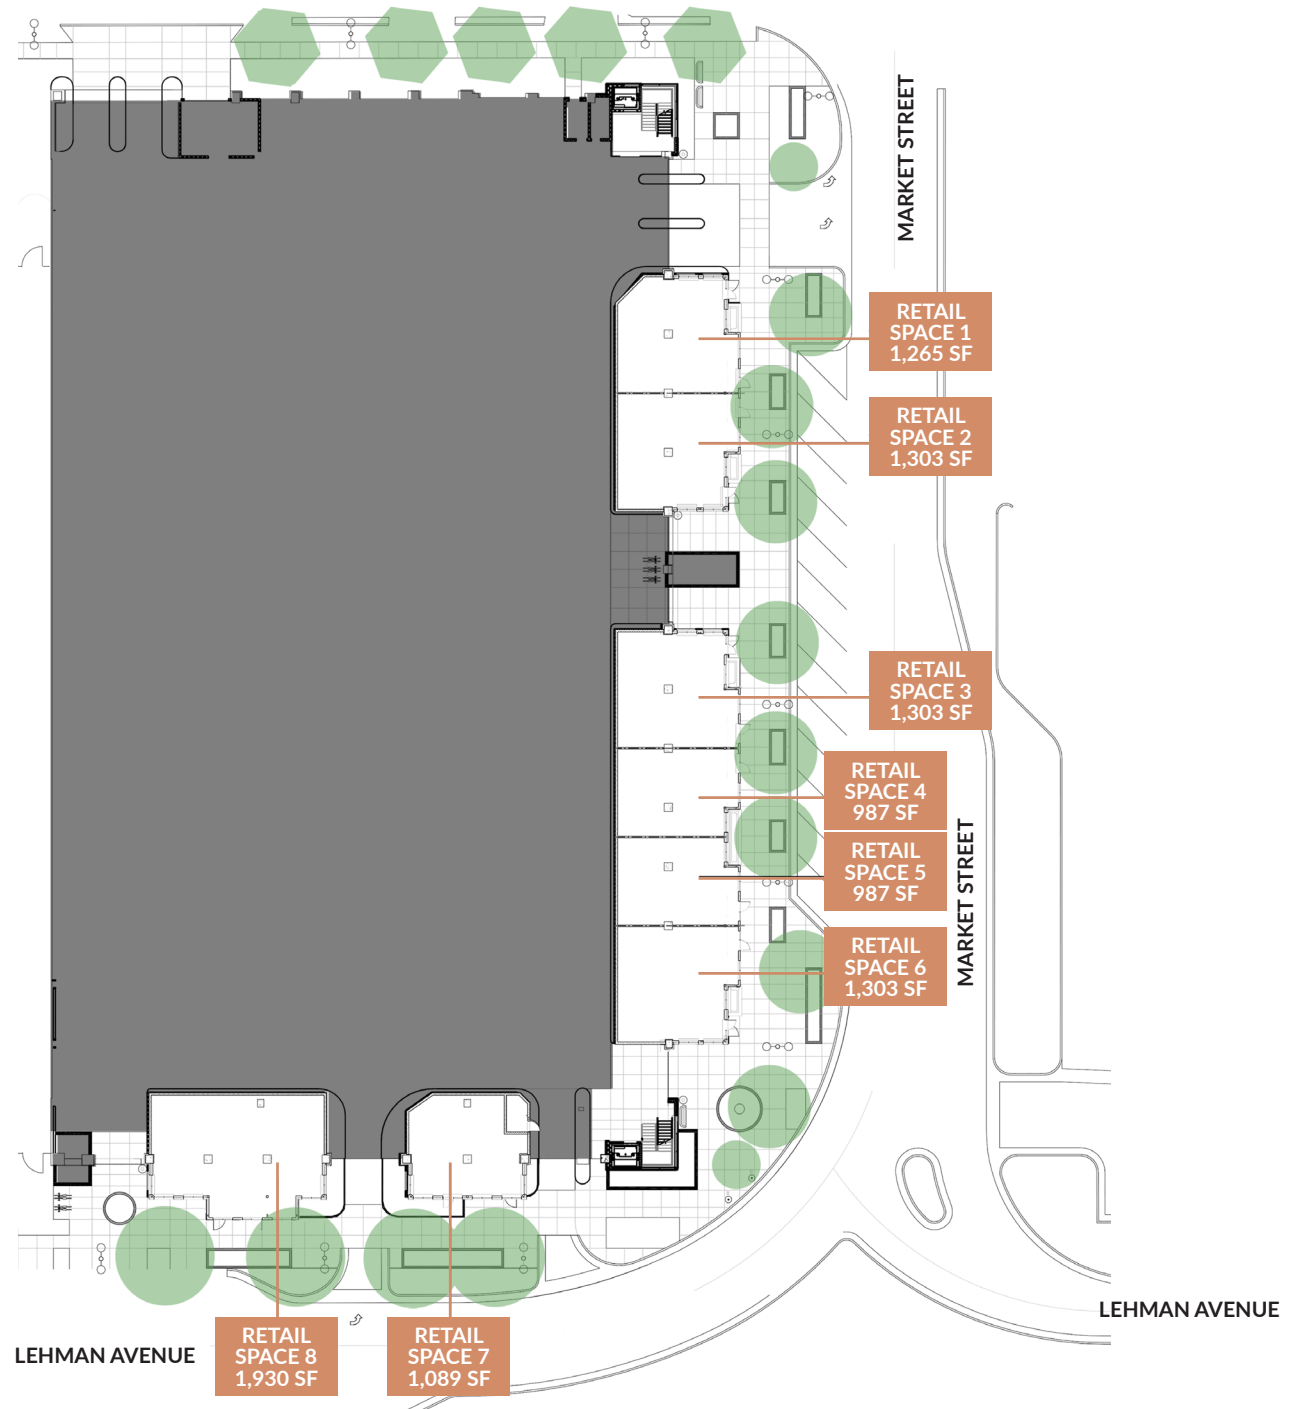 MARKET STREET
RETAIL
SPACE 1
1,265 SF
RETAIL
SPACE 2
1,303 SF
RETAIL
SPACE 3
1,303 SF
RETAIL
SPACE 4
987 SF
RETAIL
SPACE 5
987 SF
MARKET STREET
RETAIL
SPACE 6
1,303 SF
LEHMAN AVENUE
LEHMAN AVENUE
RETAIL
SPACE 8
1,930 SF
RETAIL
SPACE 7
1,089 SF